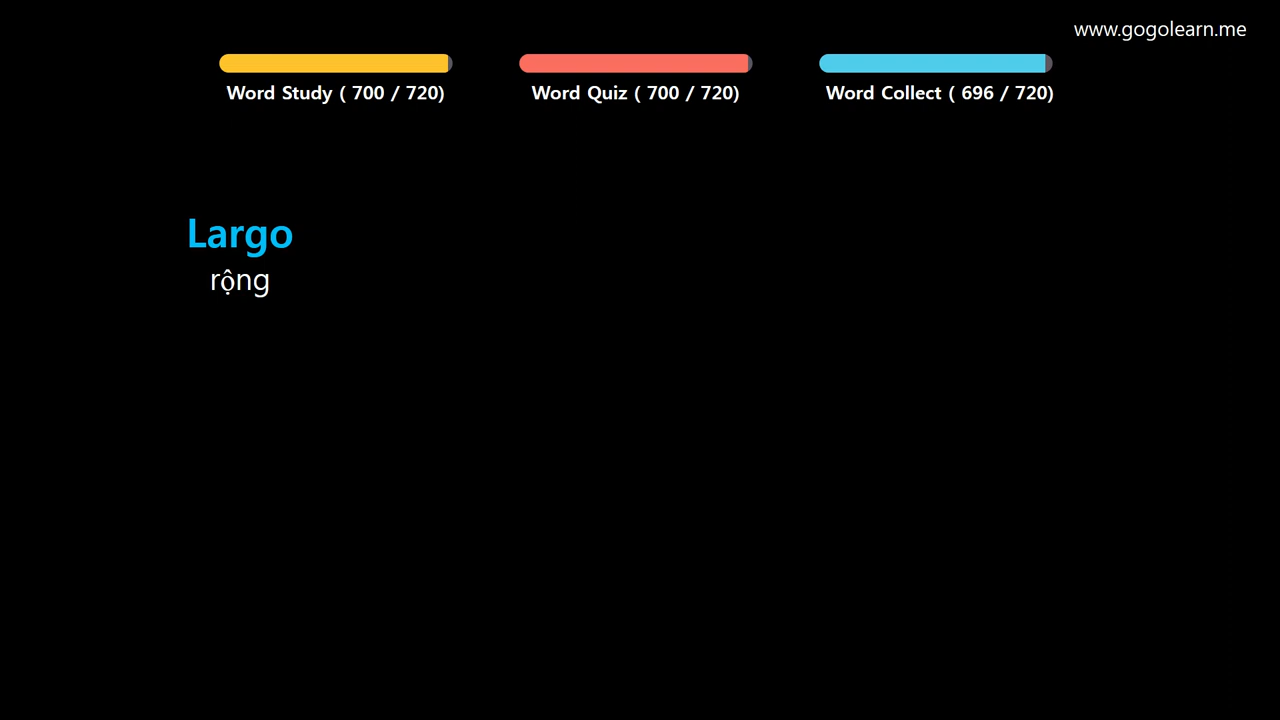 www.gogolearn.me
Word Study ( 700 / 720)
Word Quiz ( 700 / 720)
Word Collect ( 696 / 720)
Largo
rộng